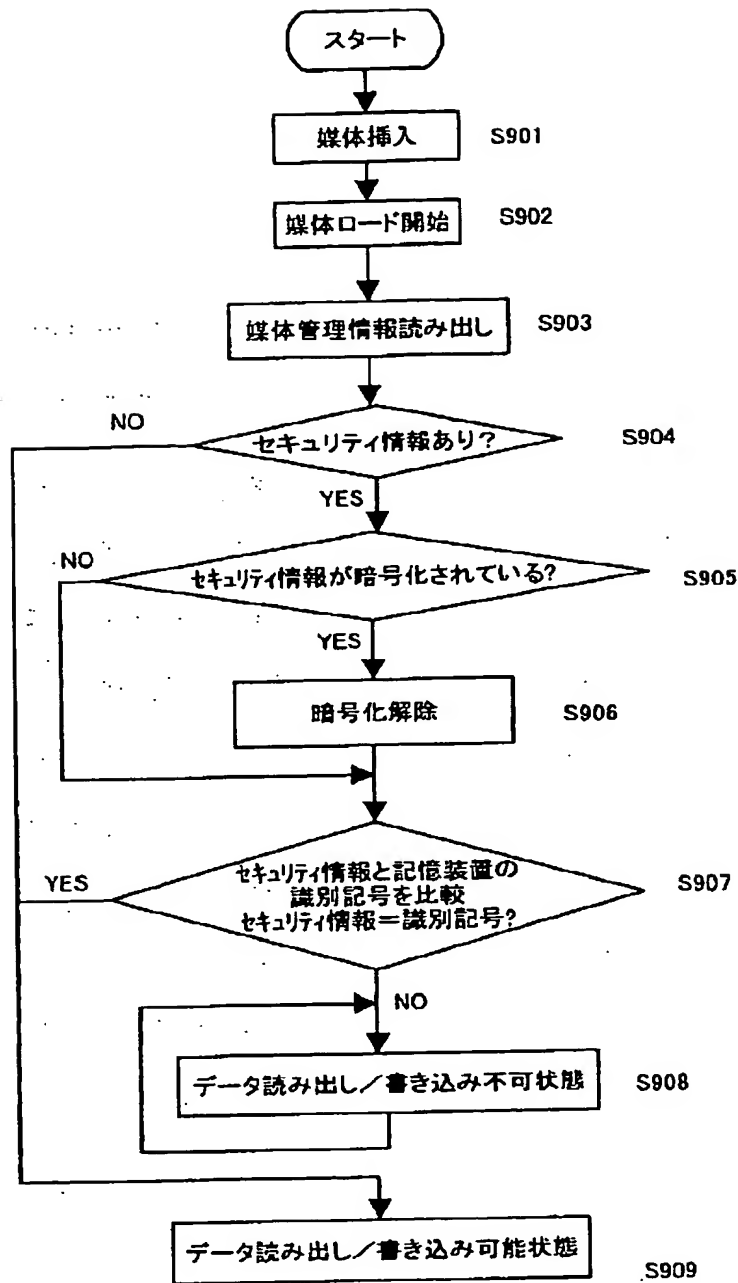 スタート
媒体挿入
S901
媒体ロード開始
S902
媒体管理情報読み出し
S903
NO
セキュリティ情報あり？
S904
YES
NO
セキュリティ情報が暗号化されている？
S905
YES
暗号化解除
S906
YES
セキュリティ情報と記憶装置の
識別記号を比較
セキュリティ情報＝識別記号？
S907
NO
データ読み出し／書き込み不可状態
S908
データ読み出し／書き込み可能状態
S909